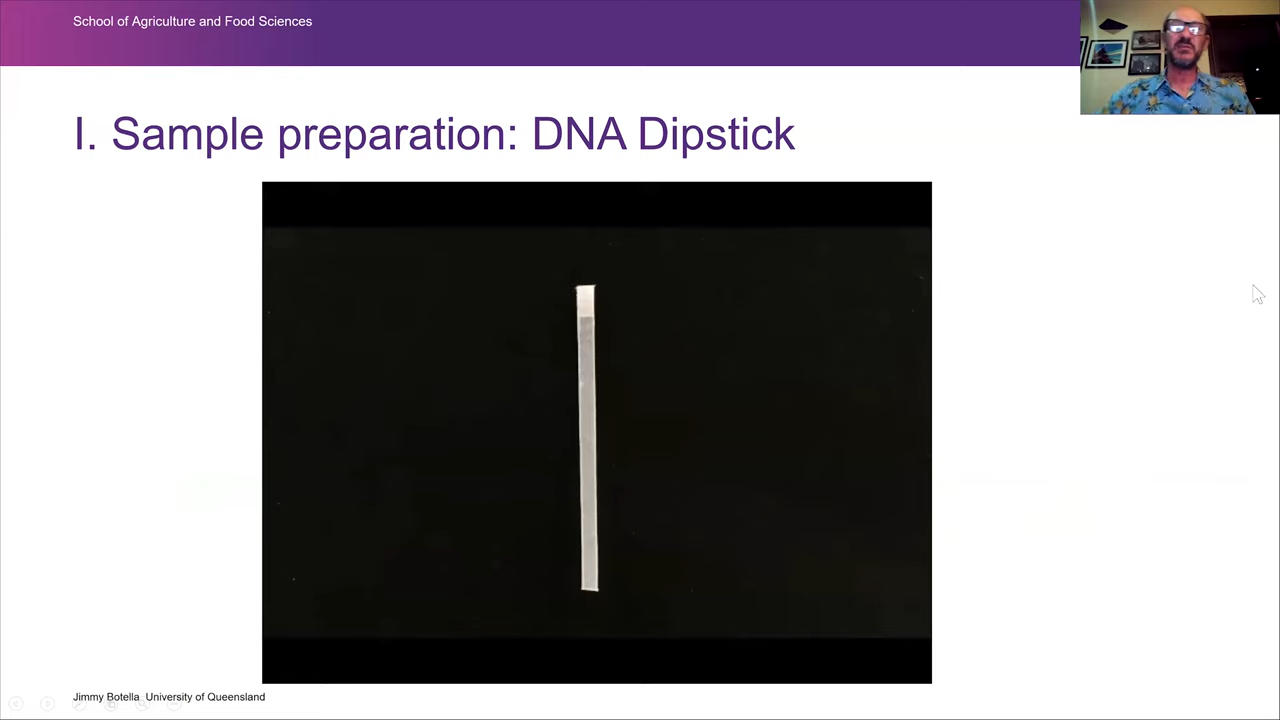 School of Agriculture and Food Sciences
I. Sample preparation: DNA Dipstick
Jimmy Botella University of Queensland